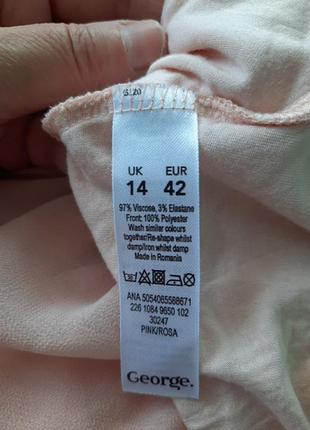 UK EUR
14 42
97% Viscose, 3% Elastane
Front: 100% Polyester
Wash similar colours
together/Re-shape whilst
damp/Iron whilst damp
Made in Romania
ANA 5054065588671
226 1084 9650 102
30247
PINK/ROSA
George.